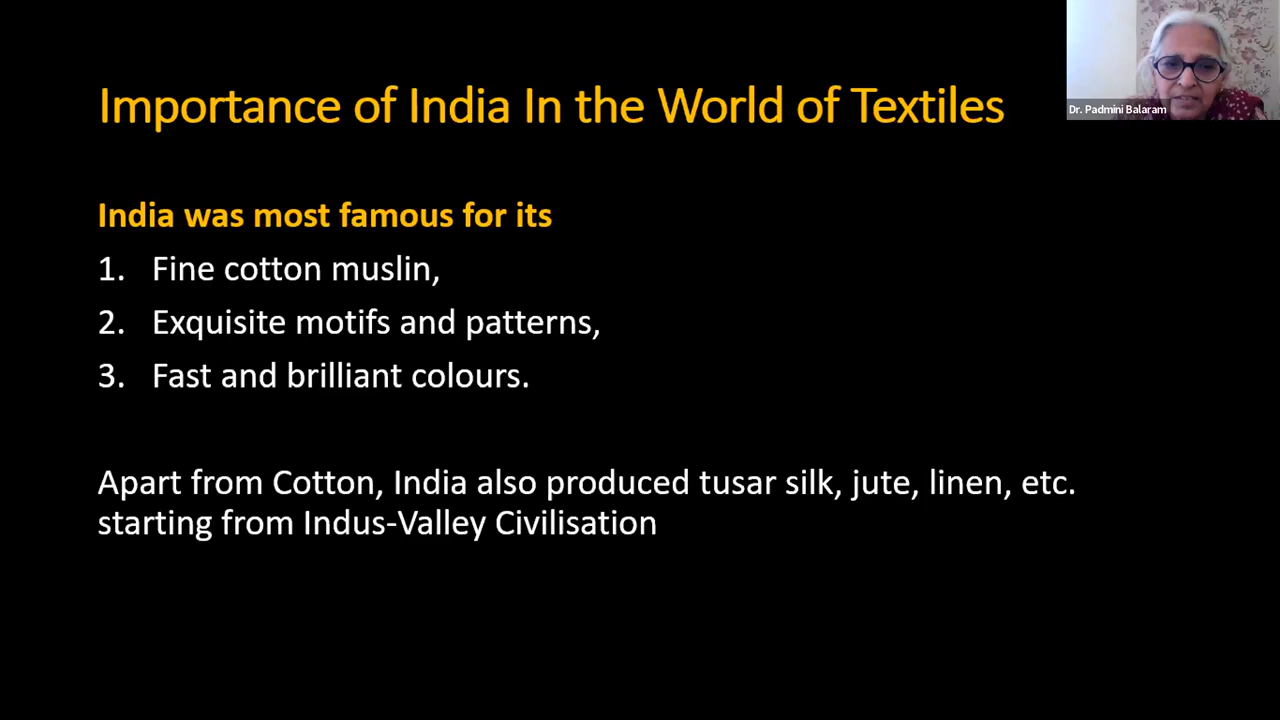 Importance of India In the World of Textiles
Dr. Padmini Balaram
India was most famous for its
1. Fine cotton muslin,
2. Exquisite motifs and patterns,
3. Fast and brilliant colours.
Apart from Cotton, India also produced tusar silk, jute, linen, etc.
starting from Indus-Valley Civilisation